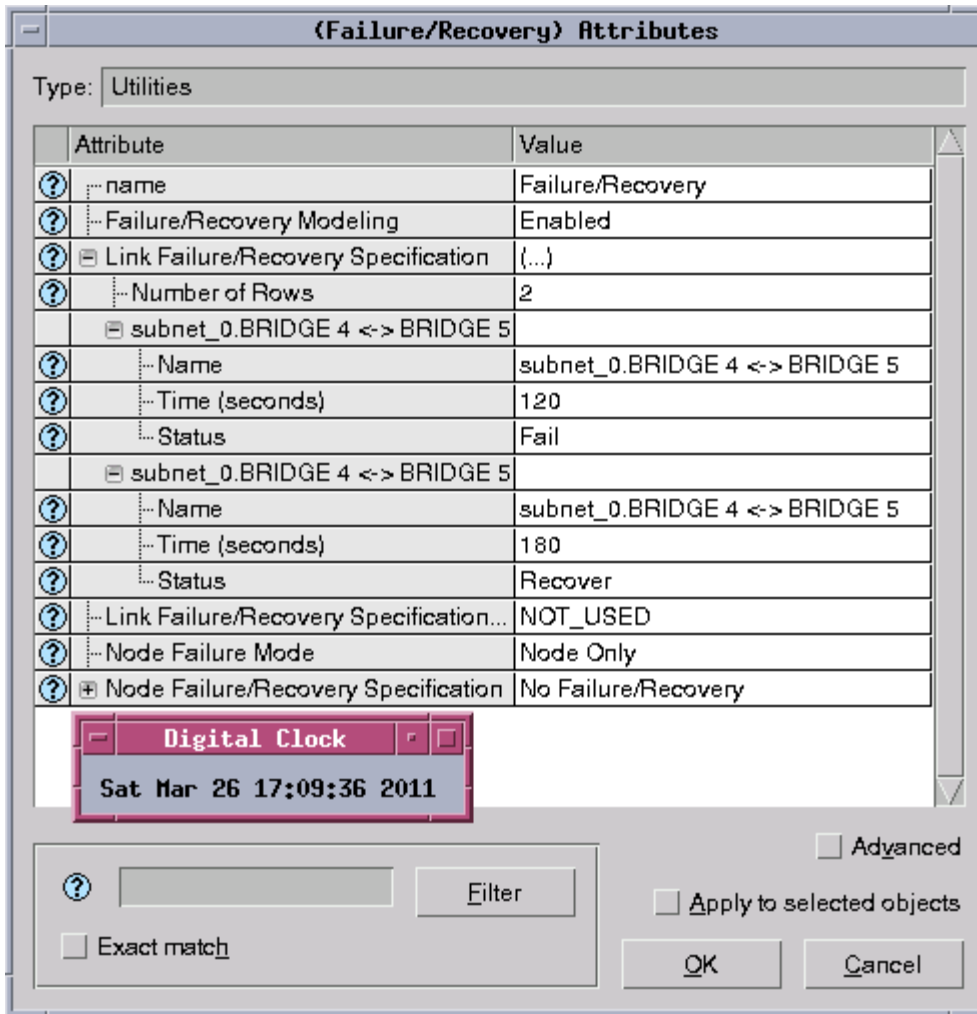 (Failure/Recovery) Attributes
Type: Utilities
Attribute Value
name Failure/Recovery
Failure/Recovery Modeling Enabled
Link Failure/Recovery Specification (...)
Number of Rows 2
subnet_0.BRIDGE 4 <-> BRIDGE 5
Name subnet_0.BRIDGE 4 <-> BRIDGE 5
Time (seconds) 120
Status Fail
subnet_0.BRIDGE 4 <-> BRIDGE 5
Name subnet_0.BRIDGE 4 <-> BRIDGE 5
Time (seconds) 180
Status Recover
Link Failure/Recovery Specification... NOT_USED
Node Failure Mode Node Only
Node Failure/Recovery Specification No Failure/Recovery
Digital Clock
Sat Mar 26 17:09:36 2011
Advanced
Filter
Apply to selected objects
Exact match
OK Cancel